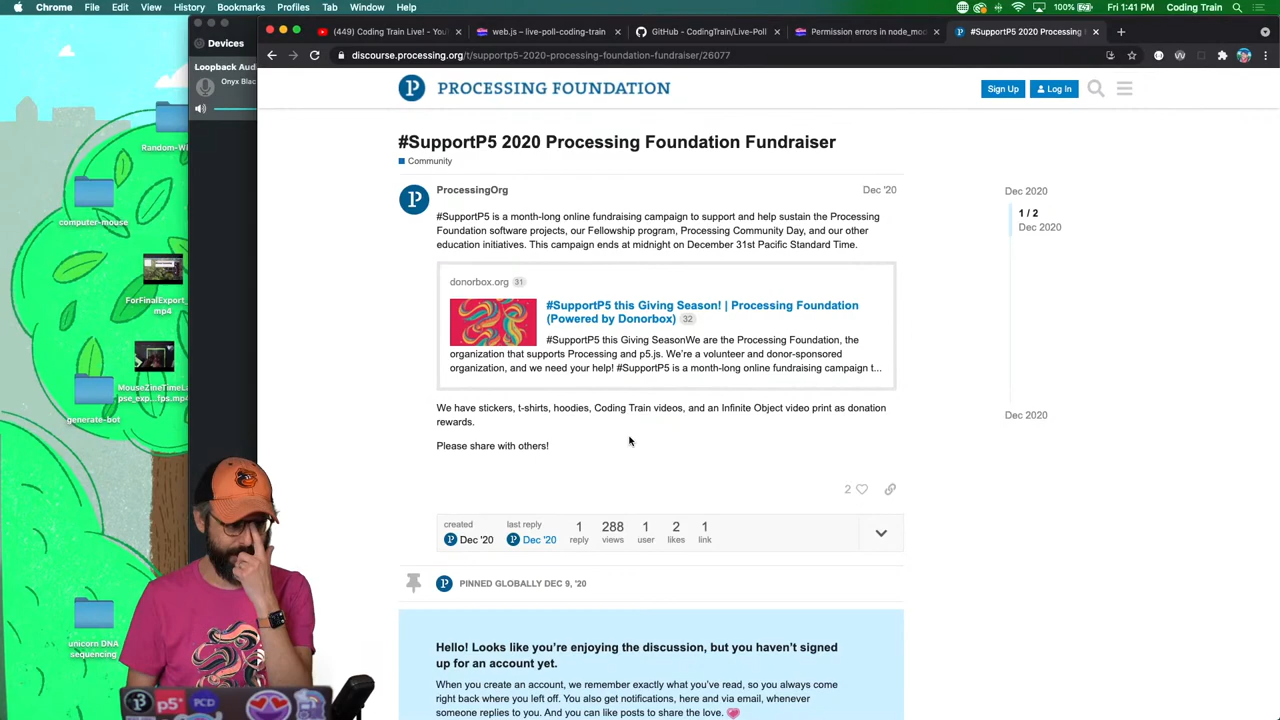 Chrome File Edit View History Bookmarks Profiles Tab Window Help
100% Fri 1:41 PM Coding Train
Devices
Loopback Aud
Onyx Blac
(449) Coding Train Live! - You
web.js – live-poll-coding-train
GitHub - CodingTrain/Live-Poll
Permission errors in node_mod
#SupportP5 2020 Processing
discourse.processing.org/t/supportp5-2020-processing-foundation-fundraiser/26077
PROCESSING FOUNDATION
Sign Up
Log In
#SupportP5 2020 Processing Foundation Fundraiser
Community
ProcessingOrg
Dec '20
#SupportP5 is a month-long online fundraising campaign to support and help sustain the Processing
Foundation software projects, our Fellowship program, Processing Community Day, and our other
education initiatives. This campaign ends at midnight on December 31st Pacific Standard Time.
donorbox.org 31
#SupportP5 this Giving Season! | Processing Foundation
(Powered by Donorbox) 32
#SupportP5 this Giving SeasonWe are the Processing Foundation, the
organization that supports Processing and p5.js. We're a volunteer and donor-sponsored
organization, and we need your help! #SupportP5 is a month-long online fundraising campaign t...
We have stickers, t-shirts, hoodies, Coding Train videos, and an Infinite Object video print as donation
rewards.
Please share with others!
2
created
Dec '20
last reply
Dec '20
1
reply
288
views
1
user
2
likes
1
link
PINNED GLOBALLY DEC 9, '20
Hello! Looks like you're enjoying the discussion, but you haven't signed
up for an account yet.
When you create an account, we remember exactly what you've read, so you always come
right back where you left off. You also get notifications, here and via email, whenever
someone replies to you. And you can like posts to share the love.
Dec 2020
1 / 2
Dec 2020
Dec 2020
Random-W
computer-mouse
ForFinalExport_
mp4
MouseZineTimeLa
pse_exp...fps.mp4
generate-bot
unicorn DNA
sequencing
p5*
PCD